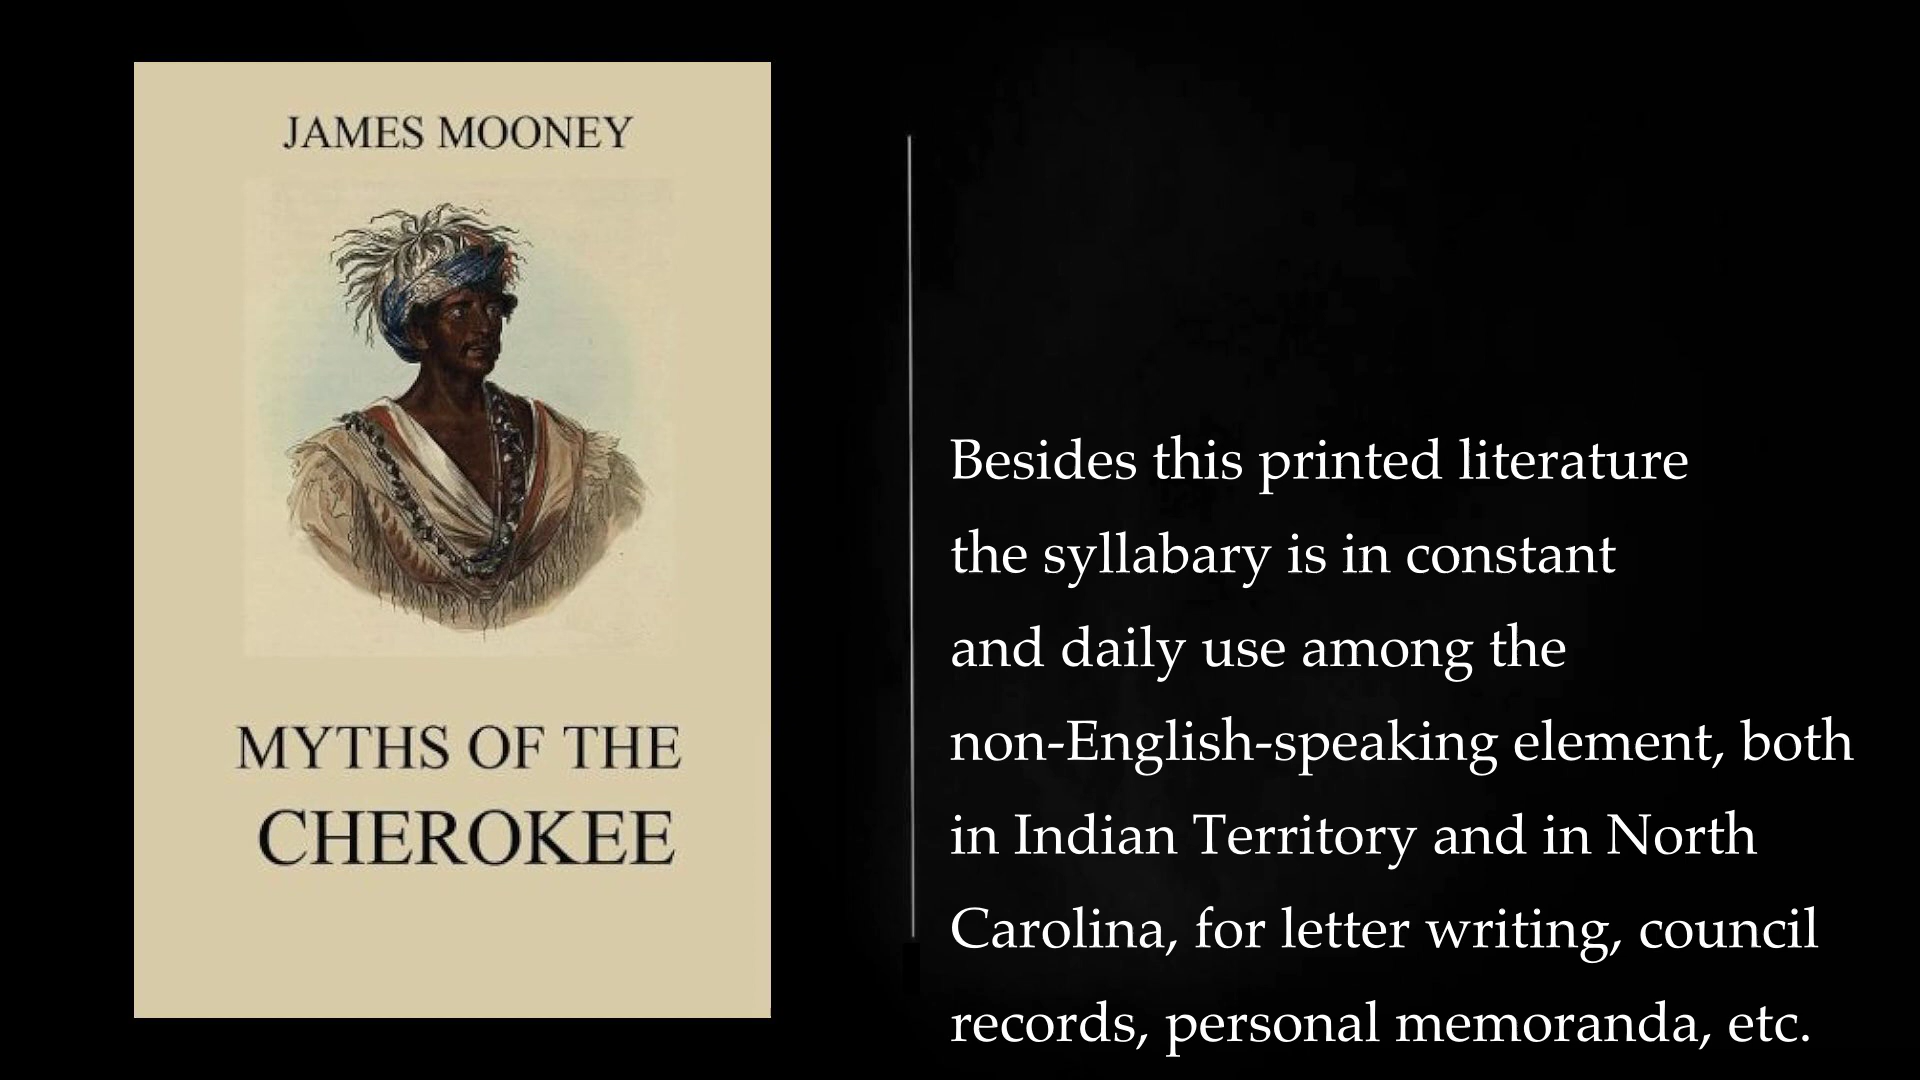 JAMES MOONEY
MYTHS OF THE
CHEROKEE
Besides this printed literature
the syllabary is in constant
and daily use among the
non-English-speaking element, both
in Indian Territory and in North
Carolina, for letter writing, council
records, personal memoranda, etc.